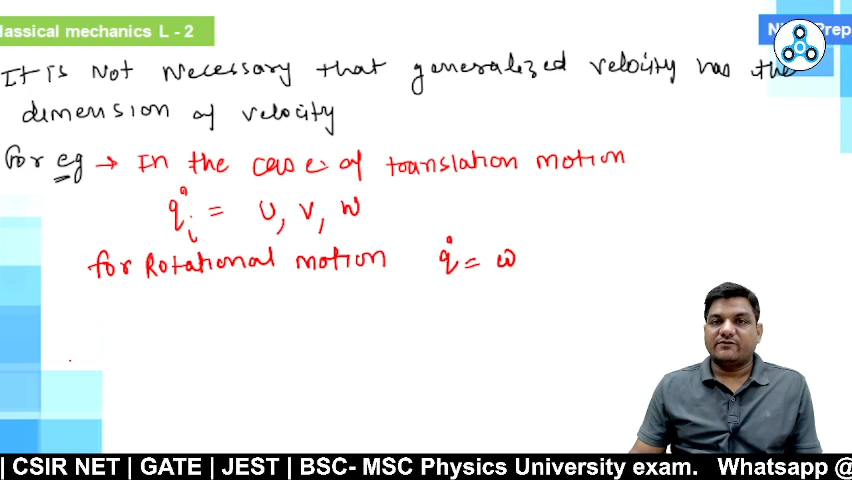 lassical mechanics L - 2
Prep
It is Not Necessary that generalized velocity has the
dimension of velocity
for eg → In the case of translation motion
q̇i = u, v, w
for Rotational motion q̇ = ω
| CSIR NET | GATE | JEST | BSC- MSC Physics University exam. Whatsapp @